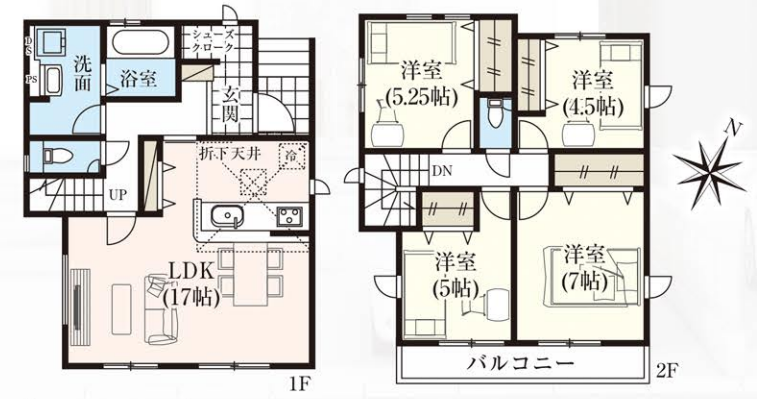 DS
PS
洗面
浴室
シューズ
クローク
玄関
折下天井
冷
UP
LDK
(17帖)
1F
洋室
(5.25帖)
洋室
(4.5帖)
DN
洋室
(5帖)
洋室
(7帖)
バルコニー
2F
N